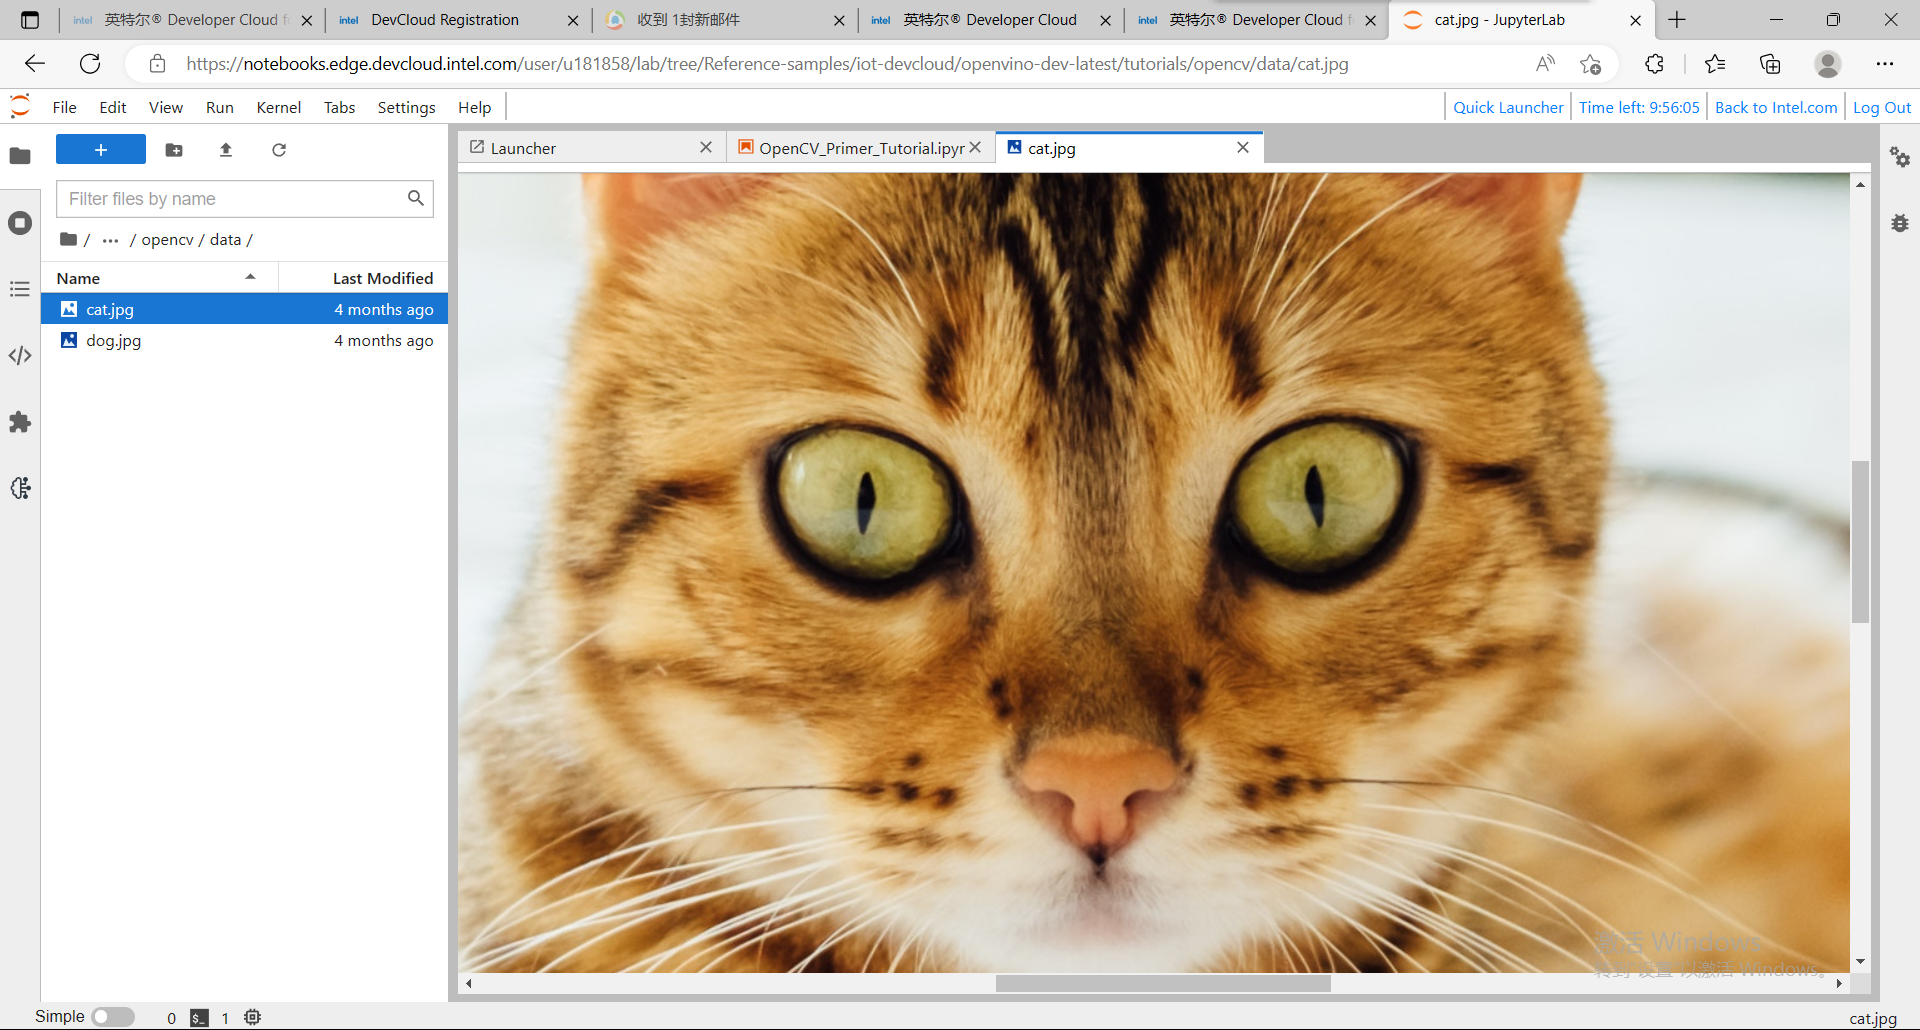 intel 英特尔® Developer Cloud f
intel DevCloud Registration
收到 1封新邮件
intel 英特尔® Developer Cloud
intel 英特尔® Developer Cloud f
cat.jpg - JupyterLab
https://notebooks.edge.devcloud.intel.com/user/u181858/lab/tree/Reference-samples/iot-devcloud/openvino-dev-latest/tutorials/opencv/data/cat.jpg
File Edit View Run Kernel Tabs Settings Help
Quick Launcher Time left: 9:56:05 Back to Intel.com Log Out
Launcher
OpenCV_Primer_Tutorial.ipyr
cat.jpg
Filter files by name
/ ··· / opencv / data /
Name Last Modified
cat.jpg 4 months ago
dog.jpg 4 months ago
激活 Windows
转到"设置"以激活 Windows。
Simple 0 $_ 1
cat.jpg